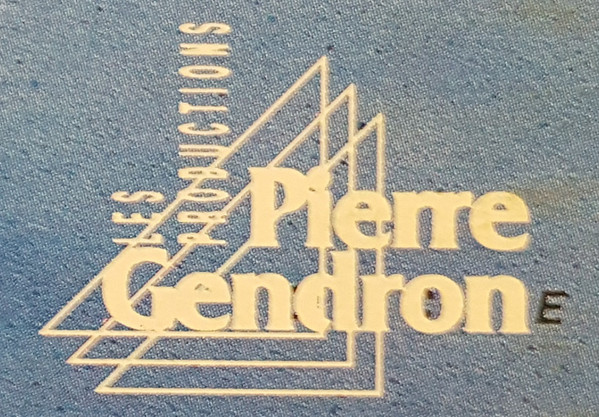 LES
PRODUCTIONS
Pierre
Gendron
E